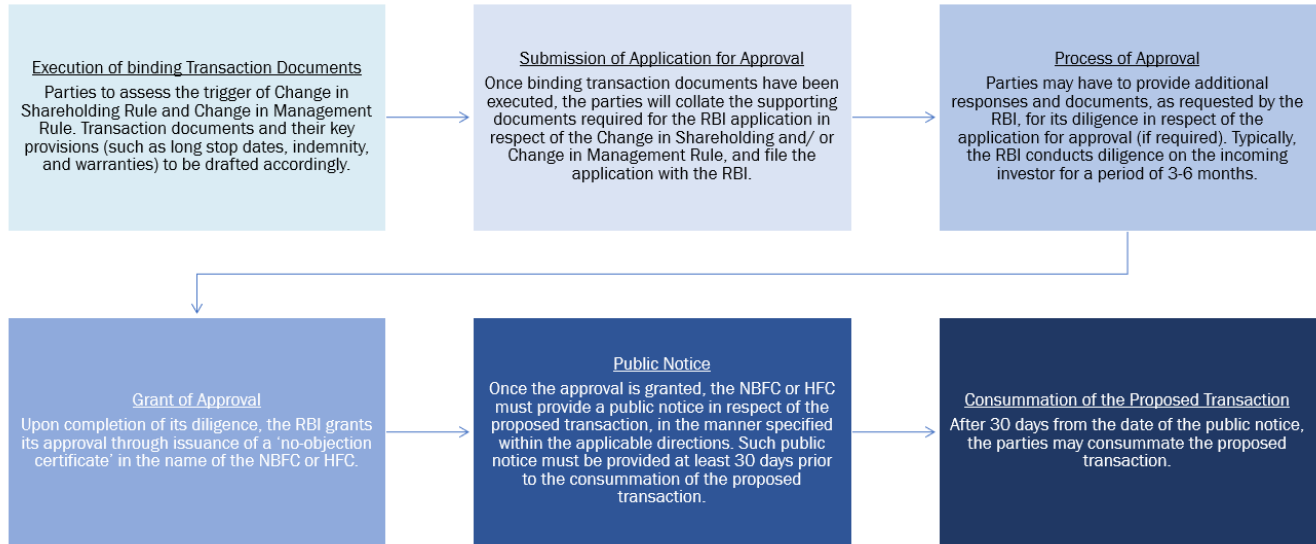 Execution of binding Transaction Documents
Parties to assess the trigger of Change in
Shareholding Rule and Change in Management
Rule. Transaction documents and their key
provisions (such as long stop dates, indemnity,
and warranties) to be drafted accordingly.
Submission of Application for Approval
Once binding transaction documents have been
executed, the parties will collate the supporting
documents required for the RBI application in
respect of the Change in Shareholding and/ or
Change in Management Rule, and file the
application with the RBI.
Process of Approval
Parties may have to provide additional
responses and documents, as requested by the
RBI, for its diligence in respect of the
application for approval (if required). Typically,
the RBI conducts diligence on the incoming
investor for a period of 3-6 months.
Grant of Approval
Upon completion of its diligence, the RBI grants
its approval through issuance of a ‘no-objection
certificate’ in the name of the NBFC or HFC.
Public Notice
Once the approval is granted, the NBFC or HFC
must provide a public notice in respect of the
proposed transaction, in the manner specified
within the applicable directions. Such public
notice must be provided at least 30 days prior
to the consummation of the proposed
transaction.
Consummation of the Proposed Transaction
After 30 days from the date of the public notice,
the parties may consummate the proposed
transaction.